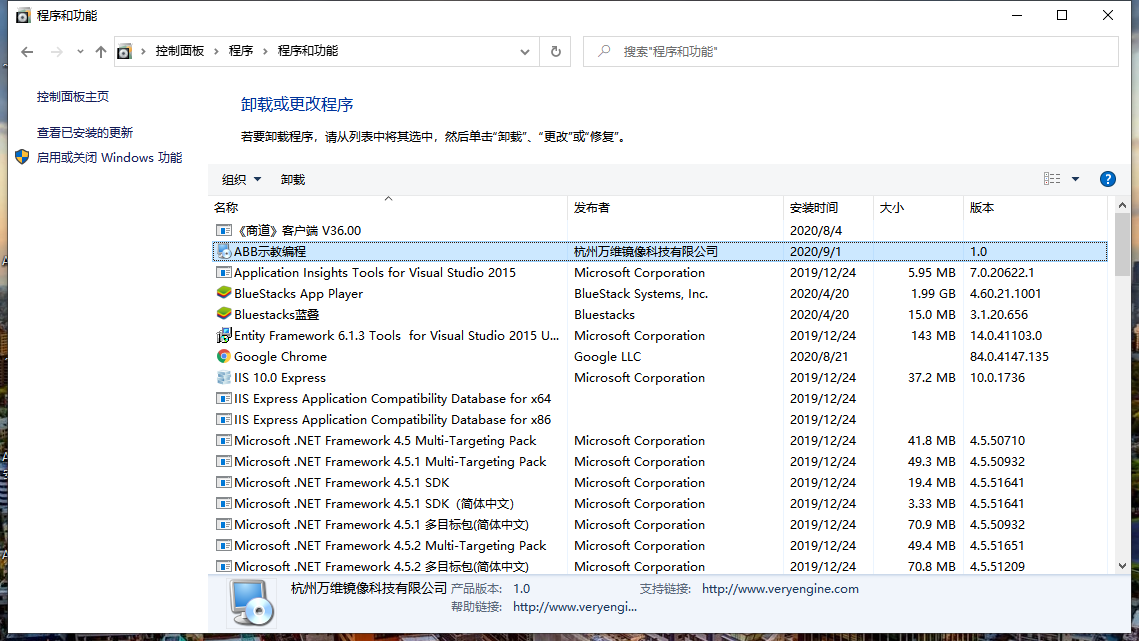 程序和功能
控制面板 程序 程序和功能
搜索"程序和功能"
控制面板主页
查看已安装的更新
启用或关闭 Windows 功能
卸载或更改程序
若要卸载程序，请从列表中将其选中，然后单击“卸载”、“更改”或“修复”。
组织 卸载
名称 发布者 安装时间 大小 版本
《商道》客户端 V36.00 2020/8/4
ABB示教编程 杭州万维镜像科技有限公司 2020/9/1 1.0
Application Insights Tools for Visual Studio 2015 Microsoft Corporation 2019/12/24 5.95 MB 7.0.20622.1
BlueStacks App Player BlueStack Systems, Inc. 2020/4/20 1.99 GB 4.60.21.1001
Bluestacks蓝叠 Bluestacks 2020/4/20 15.0 MB 3.1.20.656
Entity Framework 6.1.3 Tools for Visual Studio 2015 U... Microsoft Corporation 2019/12/24 143 MB 14.0.41103.0
Google Chrome Google LLC 2020/8/21 84.0.4147.135
IIS 10.0 Express Microsoft Corporation 2019/12/24 37.2 MB 10.0.1736
IIS Express Application Compatibility Database for x64 2019/12/24
IIS Express Application Compatibility Database for x86 2019/12/24
Microsoft .NET Framework 4.5 Multi-Targeting Pack Microsoft Corporation 2019/12/24 41.8 MB 4.5.50710
Microsoft .NET Framework 4.5.1 Multi-Targeting Pack Microsoft Corporation 2019/12/24 49.3 MB 4.5.50932
Microsoft .NET Framework 4.5.1 SDK Microsoft Corporation 2019/12/24 19.4 MB 4.5.51641
Microsoft .NET Framework 4.5.1 SDK（简体中文） Microsoft Corporation 2019/12/24 3.33 MB 4.5.51641
Microsoft .NET Framework 4.5.1 多目标包(简体中文) Microsoft Corporation 2019/12/24 70.9 MB 4.5.50932
Microsoft .NET Framework 4.5.2 Multi-Targeting Pack Microsoft Corporation 2019/12/24 49.4 MB 4.5.51651
Microsoft .NET Framework 4.5.2 多目标包(简体中文) Microsoft Corporation 2019/12/24 70.8 MB 4.5.51209
杭州万维镜像科技有限公司 产品版本: 1.0 支持链接: http://www.veryengine.com
帮助链接: http://www.veryengi...